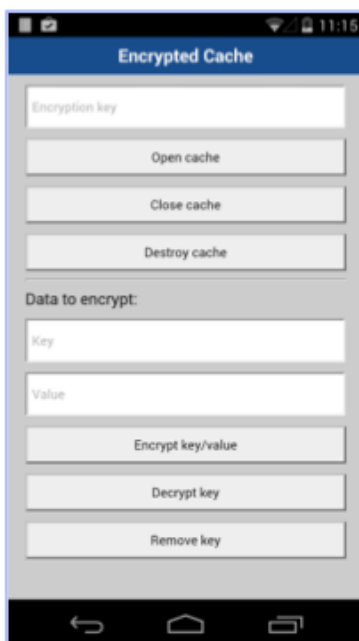 11:15
Encrypted Cache
Encryption key
Open cache
Close cache
Destroy cache
Data to encrypt:
Key
Value
Encrypt key/value
Decrypt key
Remove key